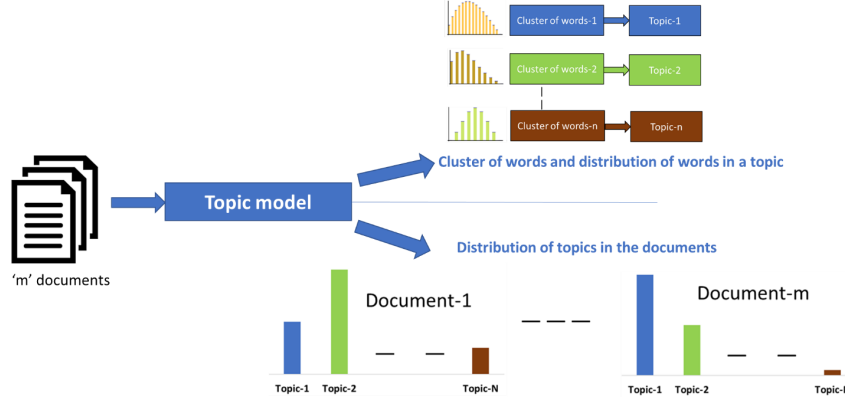 Cluster of words-1
Topic-1
Cluster of words-2
Topic-2
Cluster of words-n
Topic-n
Cluster of words and distribution of words in a topic
Topic model
Distribution of topics in the documents
'm' documents
Document-1
Document-m
Topic-1
Topic-2
Topic-N
Topic-1
Topic-2